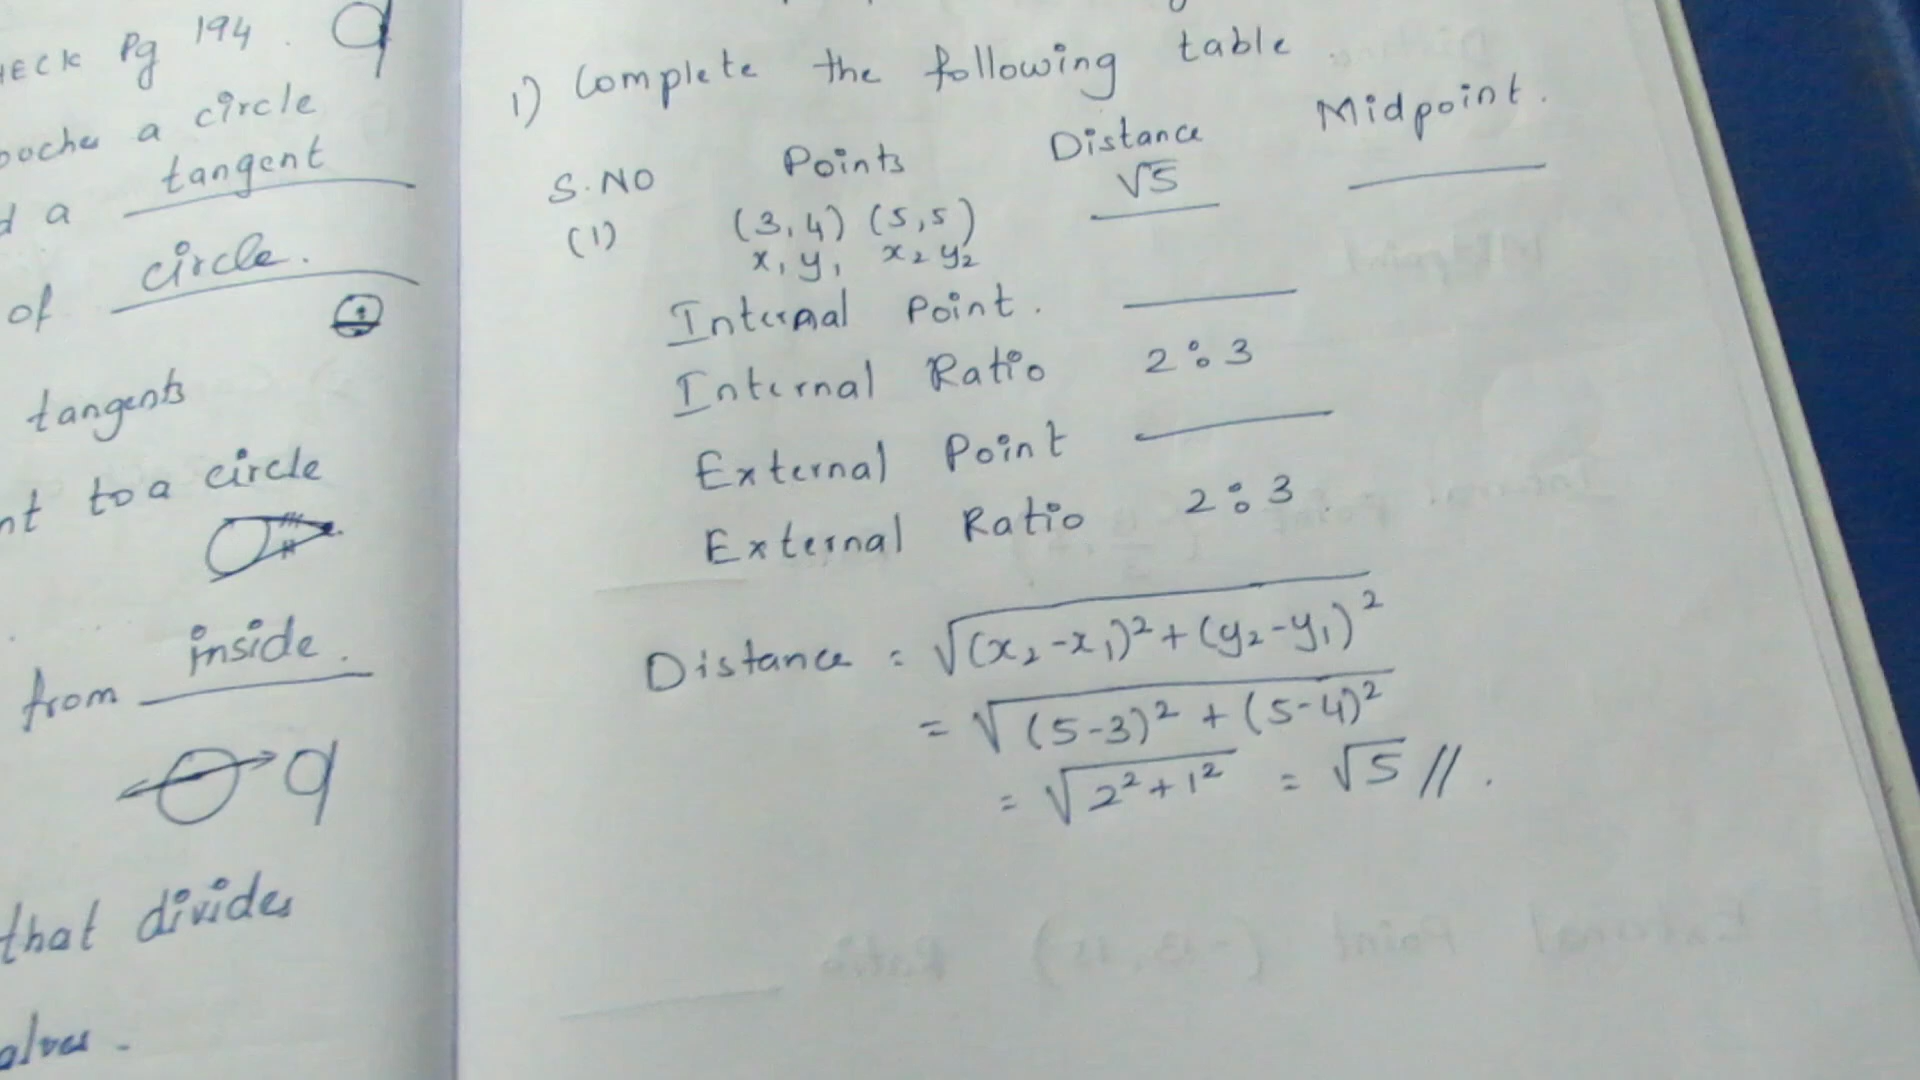 Pg 194
a circle
a tangent
of circle.
tangents
to a circle
from inside.
that divides
1) Complete the following table
S.NO Points Distance Midpoint.
(1) (3,4) (5,5) √5
x₁ y₁ x₂ y₂
Internal Point.
Internal Ratio 2:3
External Point
External Ratio 2:3.
Distance = √(x₂-x₁)²+(y₂-y₁)²
= √(5-3)²+(5-4)²
= √2²+1² = √5 //.